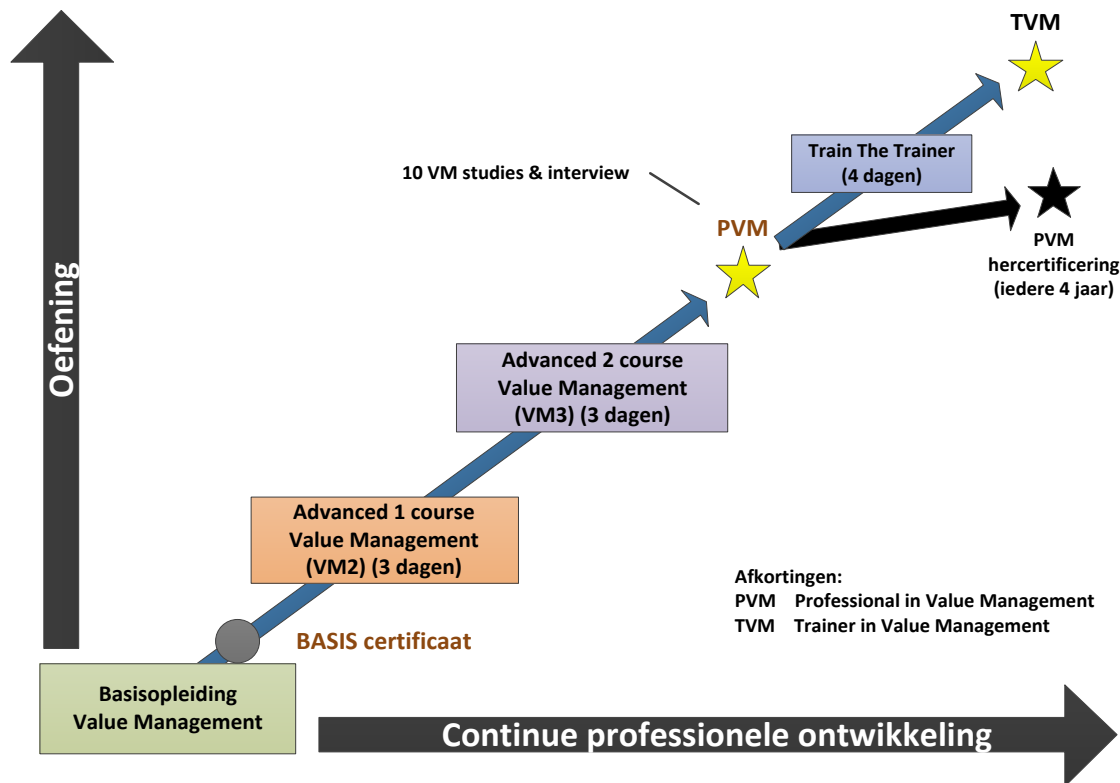 TVM
Train The Trainer
(4 dagen)
10 VM studies & interview
PVM
PVM
hercertificering
(iedere 4 jaar)
Oefening
Advanced 2 course
Value Management
(VM3) (3 dagen)
Advanced 1 course
Value Management
(VM2) (3 dagen)
Afkortingen:
PVM Professional in Value Management
TVM Trainer in Value Management
BASIS certificaat
Basisopleiding
Value Management
Continue professionele ontwikkeling